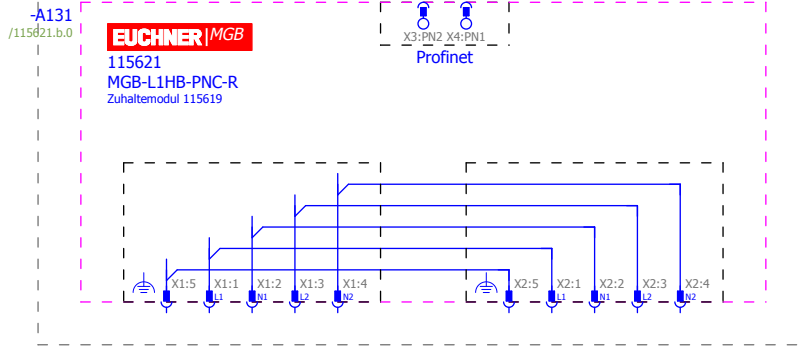 -A131
/115621.b.0
EUCHNER MGB
115621
MGB-L1HB-PNC-R
Zuhaltemodul 115619
X3:PN2 X4:PN1
Profinet
X1:5 X1:1 X1:2 X1:3 X1:4 X2:5 X2:1 X2:2 X2:3 X2:4
L1 N1 L2 N2 L1 N1 L2 N2